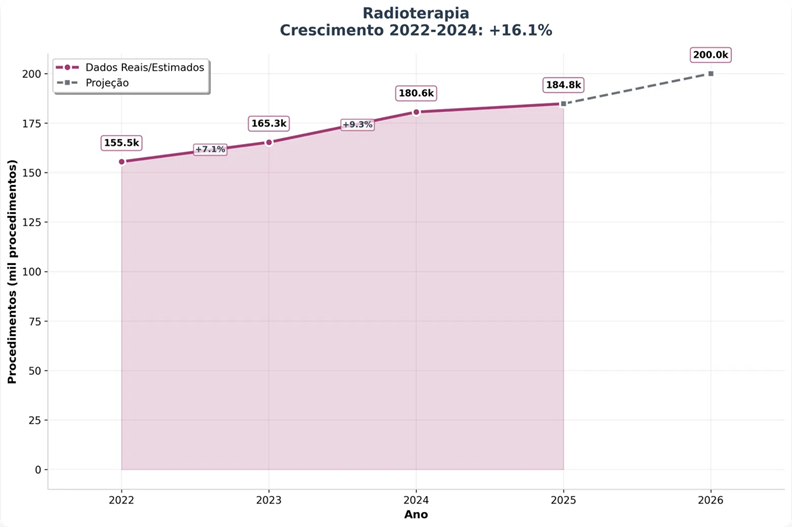 Radioterapia
Crescimento 2022-2024: +16.1%
Dados Reais/Estimados
Projeção
155.5k
+7.1%
165.3k
+9.3%
180.6k
184.8k
200.0k
Procedimentos (mil procedimentos)
200
175
150
125
100
75
50
25
0
2022
2023
2024
2025
2026
Ano